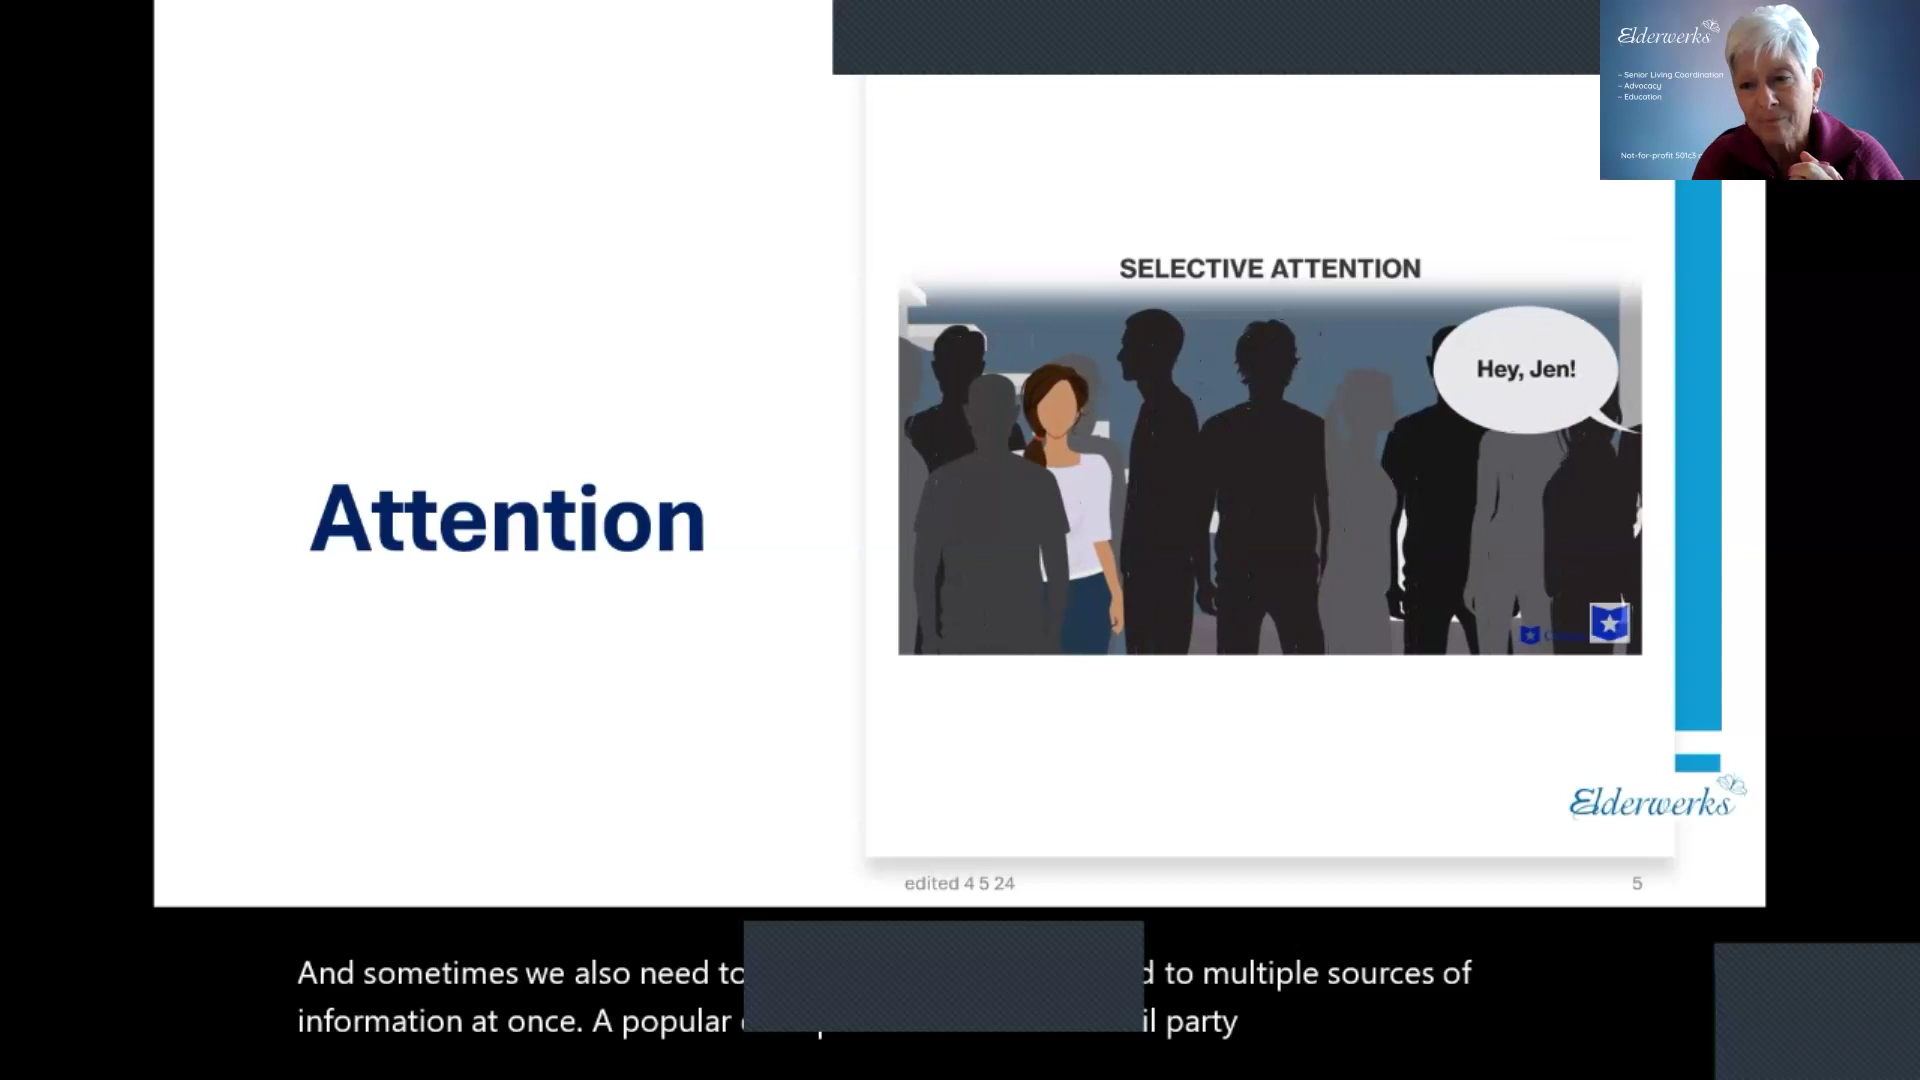 Elderwerks
- Senior Living Coordination
- Advocacy
- Education
Not-for-profit 501c3
SELECTIVE ATTENTION
Hey, Jen!
Attention
Elderwerks
edited 4 5 24
5
And sometimes we also need to to multiple sources of
information at once. A popular party